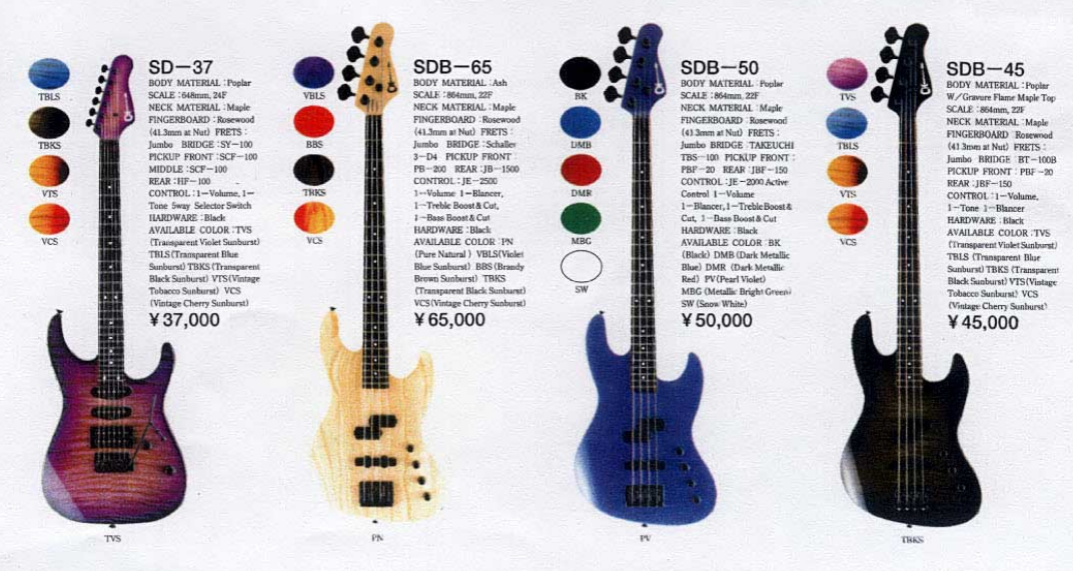 SD-37
BODY MATERIAL : Poplar
SCALE : 648mm, 24F
NECK MATERIAL : Maple
FINGERBOARD : Rosewood
(41.3mm at Nut) FRETS :
Jumbo BRIDGE : SY-100
PICKUP FRONT : SCF-100
MIDDLE : SCF-100
REAR : HF-100
CONTROL : 1-Volume, 1-
Tone 5way Selector Switch
HARDWARE : Black
AVAILABLE COLOR : TVS
(Transparent Violet Sunburst)
TBLS (Transparent Blue
Sunburst) TBKS (Transparent
Black Sunburst) VTS (Vintage
Tobacco Sunburst) VCS
(Vintage Cherry Sunburst)
¥37,000
TBLS
TBKS
VTS
VCS
TVS
SDB-65
BODY MATERIAL : Ash
SCALE : 864mm, 22F
NECK MATERIAL : Maple
FINGERBOARD : Rosewood
(41.3mm at Nut) FRETS :
Jumbo BRIDGE : Schaller
3-D4 PICKUP FRONT :
PB-200 REAR : JB-1500
CONTROL : JE-2500
1-Volume 1-Blancer,
1-Treble Boost & Cut,
1-Bass Boost & Cut
HARDWARE : Black
AVAILABLE COLOR : PN
(Pure Natural) VBLS (Violet
Blue Sunburst) BBS (Brandy
Brown Sunburst) TBKS
(Transparent Black Sunburst)
VCS (Vintage Cherry Sunburst)
¥65,000
VBLS
BBS
TBKS
VCS
PN
SDB-50
BODY MATERIAL : Poplar
SCALE : 864mm, 22F
NECK MATERIAL : Maple
FINGERBOARD : Rosewood
(41.3mm at Nut) FRETS :
Jumbo BRIDGE : TAKEUCHI
TBS-100 PICKUP FRONT :
PBF-20 REAR : JBF-150
CONTROL : JE-2000 Active
Control 1-Volume
1-Blancer, 1-Treble Boost &
Cut, 1-Bass Boost & Cut
HARDWARE : Black
AVAILABLE COLOR : BK
(Black) DMB (Dark Metallic
Blue) DMR (Dark Metallic
Red) PV (Pearl Violet)
MBG (Metallic Bright Green)
SW (Snow White)
¥50,000
BK
DMB
DMR
MBG
SW
PV
SDB-45
BODY MATERIAL : Poplar
W/Gravure Flame Maple Top
SCALE : 864mm, 22F
NECK MATERIAL : Maple
FINGERBOARD : Rosewood
(41.3mm at Nut) FRETS :
Jumbo BRIDGE : BT-100B
PICKUP FRONT : PBF-20
REAR : JBF-150
CONTROL : 1-Volume,
1-Tone 1-Blancer
HARDWARE : Black
AVAILABLE COLOR : TVS
(Transparent Violet Sunburst)
TBLS (Transparent Blue
Sunburst) TBKS (Transparent
Black Sunburst) VTS (Vintage
Tobacco Sunburst) VCS
(Vintage Cherry Sunburst)
¥45,000
TVS
TBLS
VTS
VCS
TBKS